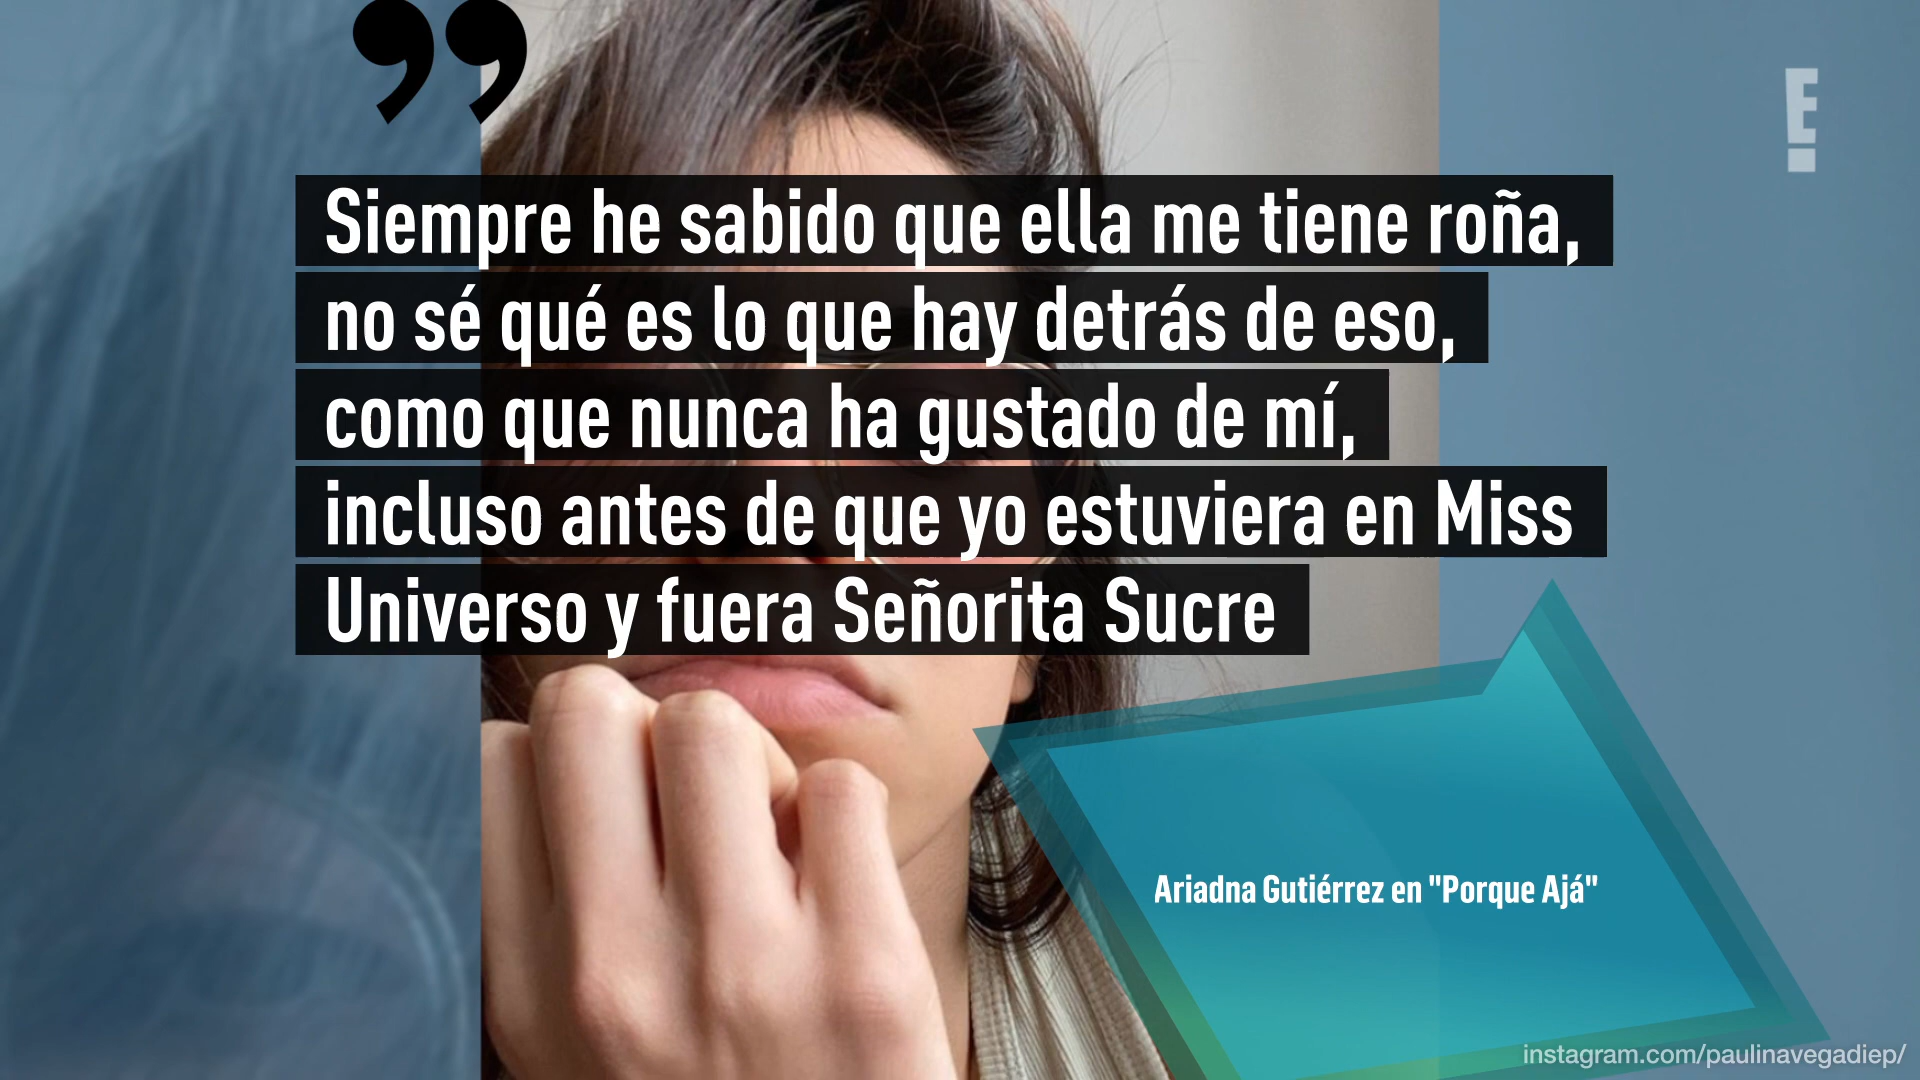 ”
E!
Siempre he sabido que ella me tiene roña,
no sé qué es lo que hay detrás de eso,
como que nunca ha gustado de mí,
incluso antes de que yo estuviera en Miss
Universo y fuera Señorita Sucre
Ariadna Gutiérrez en "Porque Ajá"
instagram.com/paulinavegadiep/